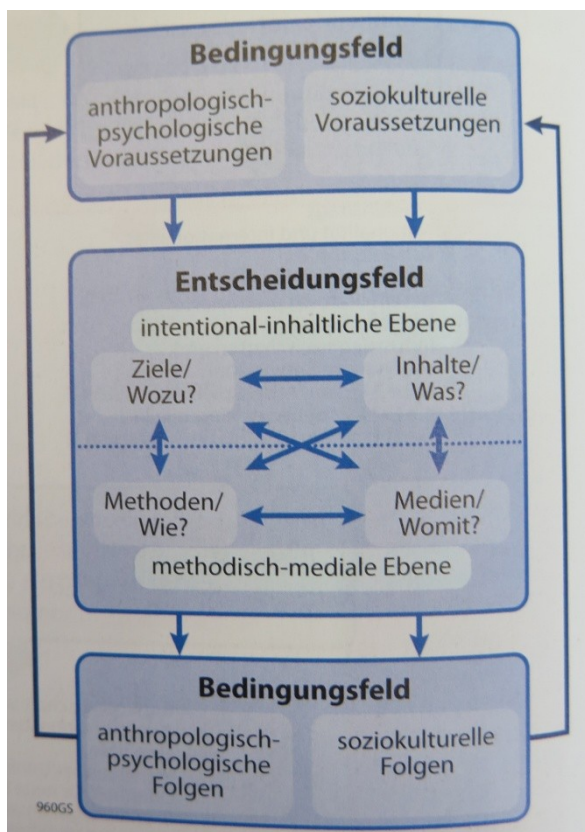 Bedingungsfeld
anthropologisch-
psychologische
Voraussetzungen
soziokulturelle
Voraussetzungen
Entscheidungsfeld
intentional-inhaltliche Ebene
Ziele/
Wozu?
Inhalte/
Was?
Methoden/
Wie?
Medien/
Womit?
methodisch-mediale Ebene
Bedingungsfeld
anthropologisch-
psychologische
Folgen
soziokulturelle
Folgen
960GS